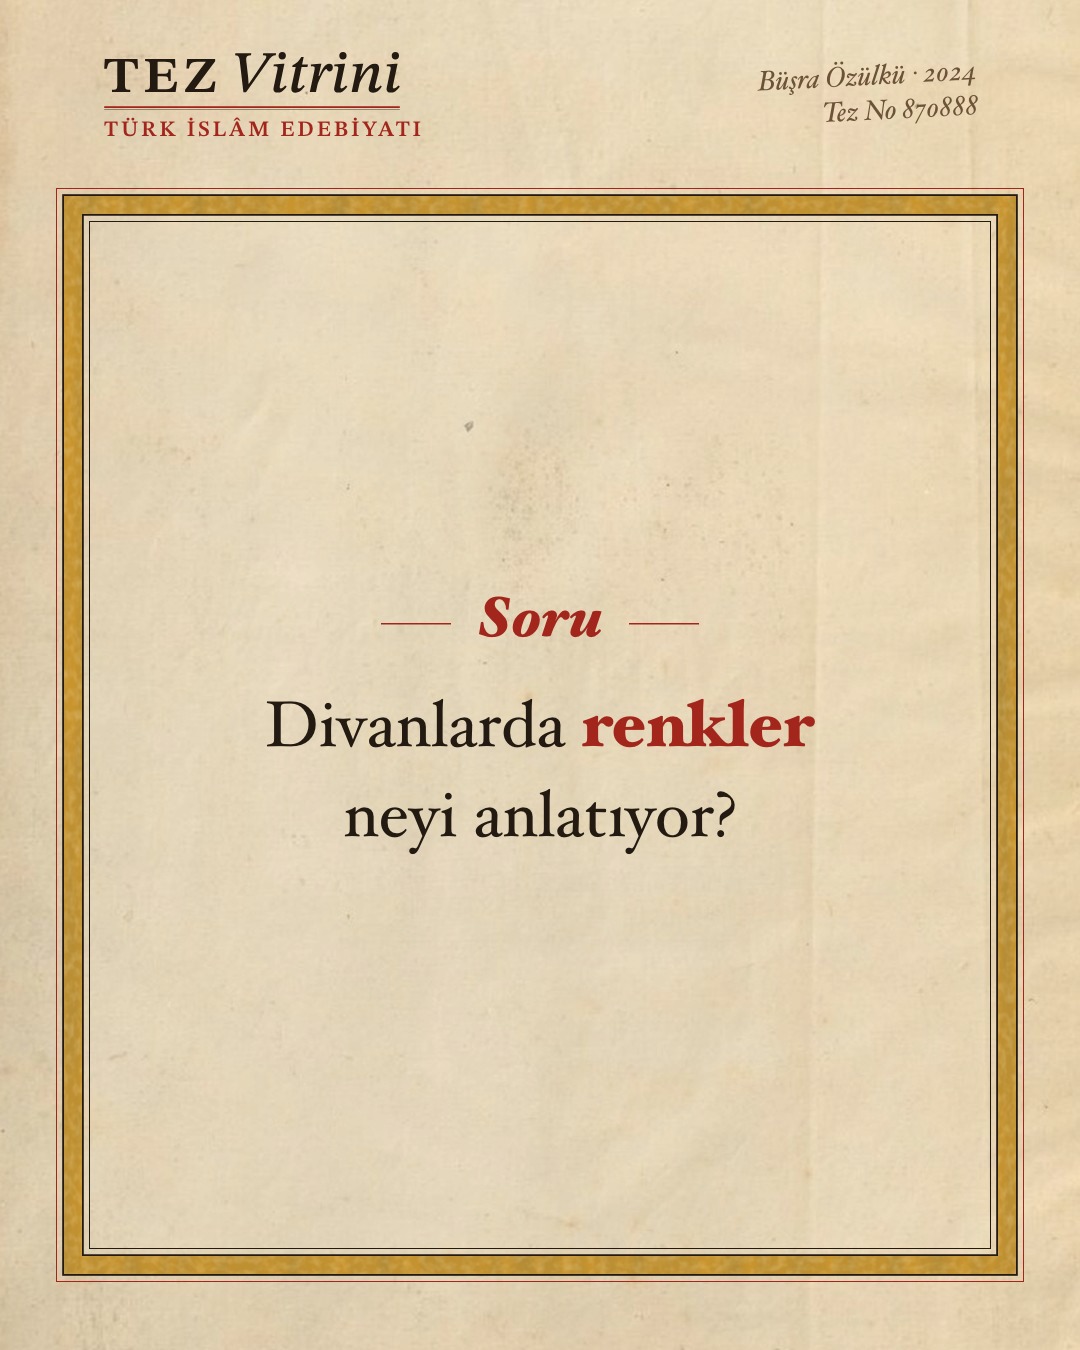 TEZ Vitrini
TÜRK İSLÂM EDEBİYATI
Büşra Özülkü · 2024
Tez No 870888
Soru
Divanlarda renkler
neyi anlatıyor?